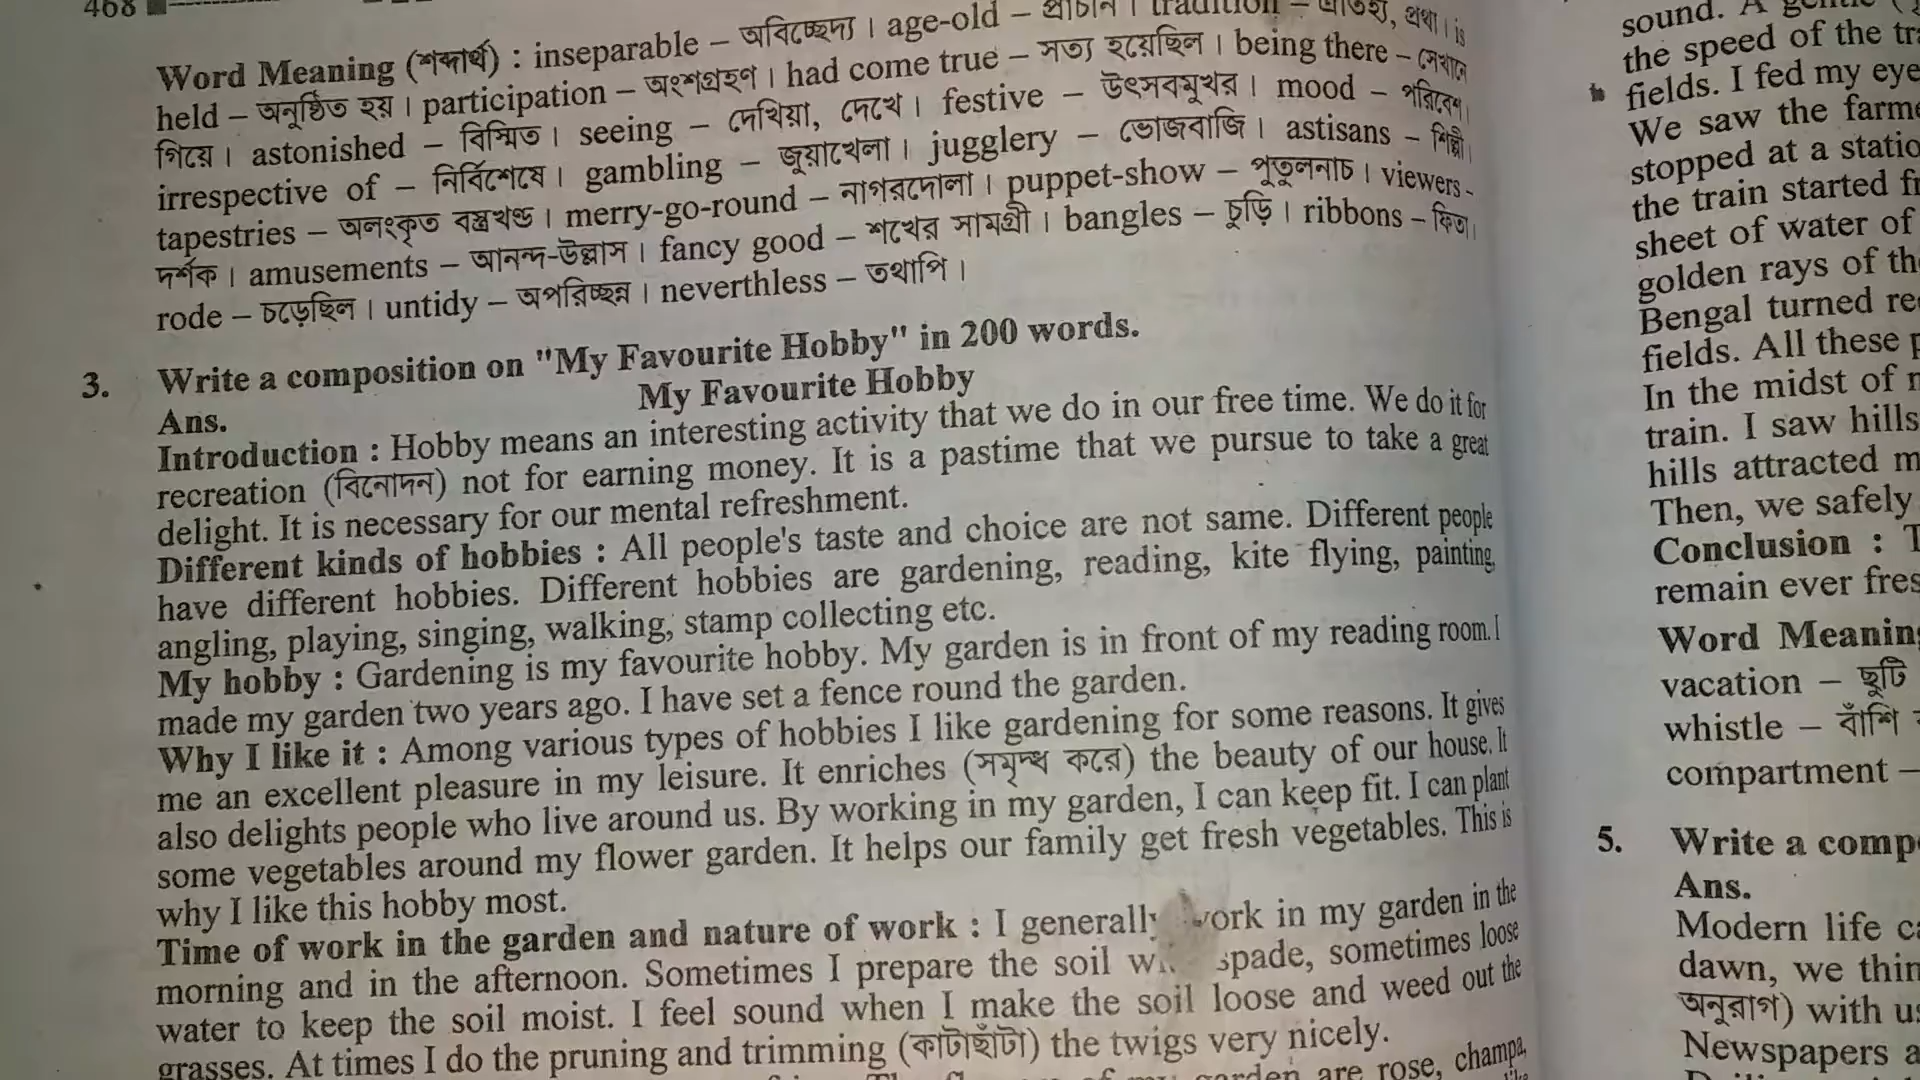 468
Word Meaning (শব্দার্থ) : inseparable – অবিচ্ছেদ্য। age-old – প্রাচীন। tradition – ঐতিহ্য, প্রথা। is
held – অনুষ্ঠিত হয়। participation – অংশগ্রহণ। had come true – সত্য হয়েছিল। being there – সেখানে
গিয়ে। astonished – বিস্মিত। seeing – দেখিয়া, দেখে। festive – উৎসবমুখর। mood – পরিবেশ।
irrespective of – নির্বিশেষে। gambling – জুয়াখেলা। jugglery – ভোজবাজি। astisans – শিল্পী।
tapestries – অলংকৃত বস্ত্রখণ্ড। merry-go-round – নাগরদোলা। puppet-show – পুতুলনাচ। viewers -
দর্শক। amusements – আনন্দ-উল্লাস। fancy good – শখের সামগ্রী। bangles – চুড়ি। ribbons – ফিতা।
rode – চড়েছিল। untidy – অপরিচ্ছন্ন। neverthless – তথাপি।
3. Write a composition on "My Favourite Hobby" in 200 words.
Ans. My Favourite Hobby
Introduction : Hobby means an interesting activity that we do in our free time. We do it for
recreation (বিনোদন) not for earning money. It is a pastime that we pursue to take a great
delight. It is necessary for our mental refreshment.
Different kinds of hobbies : All people's taste and choice are not same. Different people
have different hobbies. Different hobbies are gardening, reading, kite flying, painting,
angling, playing, singing, walking, stamp collecting etc.
My hobby : Gardening is my favourite hobby. My garden is in front of my reading room. I
made my garden two years ago. I have set a fence round the garden.
Why I like it : Among various types of hobbies I like gardening for some reasons. It gives
me an excellent pleasure in my leisure. It enriches (সমৃদ্ধ করে) the beauty of our house. It
also delights people who live around us. By working in my garden, I can keep fit. I can plant
some vegetables around my flower garden. It helps our family get fresh vegetables. This is
why I like this hobby most.
Time of work in the garden and nature of work : I generally work in my garden in the
morning and in the afternoon. Sometimes I prepare the soil spade, sometimes loose
water to keep the soil moist. I feel sound when I make the soil loose and weed out the
grasses. At times I do the pruning and trimming (কাটাছাঁটা) the twigs very nicely.
garden are rose, champa,
sound. A
the speed of the
fields. I fed my
We saw the
stopped at a
the train started
sheet of water of
golden rays of
Bengal turned
fields. All these
In the midst of
train. I saw hills
hills attracted
Then, we safely
Conclusion :
remain ever
Word
vacation – ছুটি
whistle – বাঁশি
compartment –
5. Write a
Ans.
Modern life
dawn, we
অনুরাগ) with
Newspapers